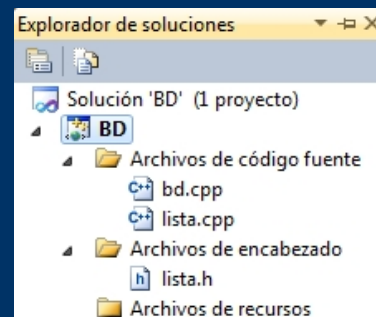 Explorador de soluciones
Solución 'BD' (1 proyecto)
BD
Archivos de código fuente
C++ bd.cpp
C++ lista.cpp
Archivos de encabezado
h lista.h
Archivos de recursos